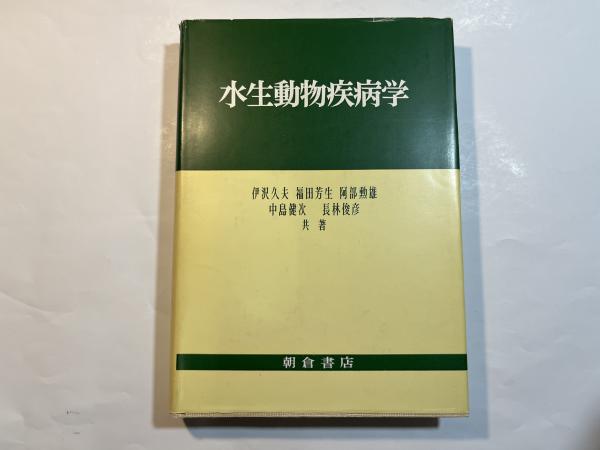 水生動物疾病学
伊沢久夫 福田芳生 阿部勳雄
中島健次 長林俊彦
共著
朝倉書店